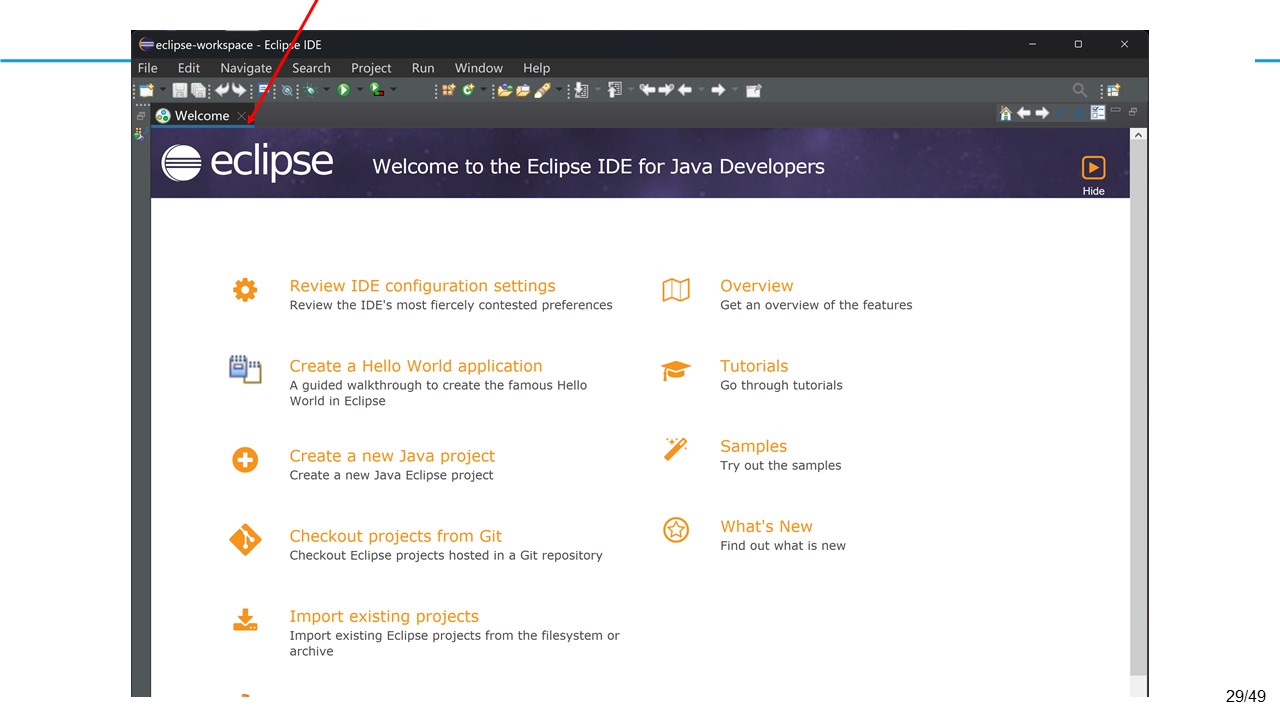 eclipse-workspace - Eclipse IDE
File Edit Navigate Search Project Run Window Help
Welcome
eclipse
Welcome to the Eclipse IDE for Java Developers
Hide
Review IDE configuration settings
Review the IDE's most fiercely contested preferences
Create a Hello World application
A guided walkthrough to create the famous Hello
World in Eclipse
Create a new Java project
Create a new Java Eclipse project
Checkout projects from Git
Checkout Eclipse projects hosted in a Git repository
Import existing projects
Import existing Eclipse projects from the filesystem or
archive
Overview
Get an overview of the features
Tutorials
Go through tutorials
Samples
Try out the samples
What's New
Find out what is new
29/49